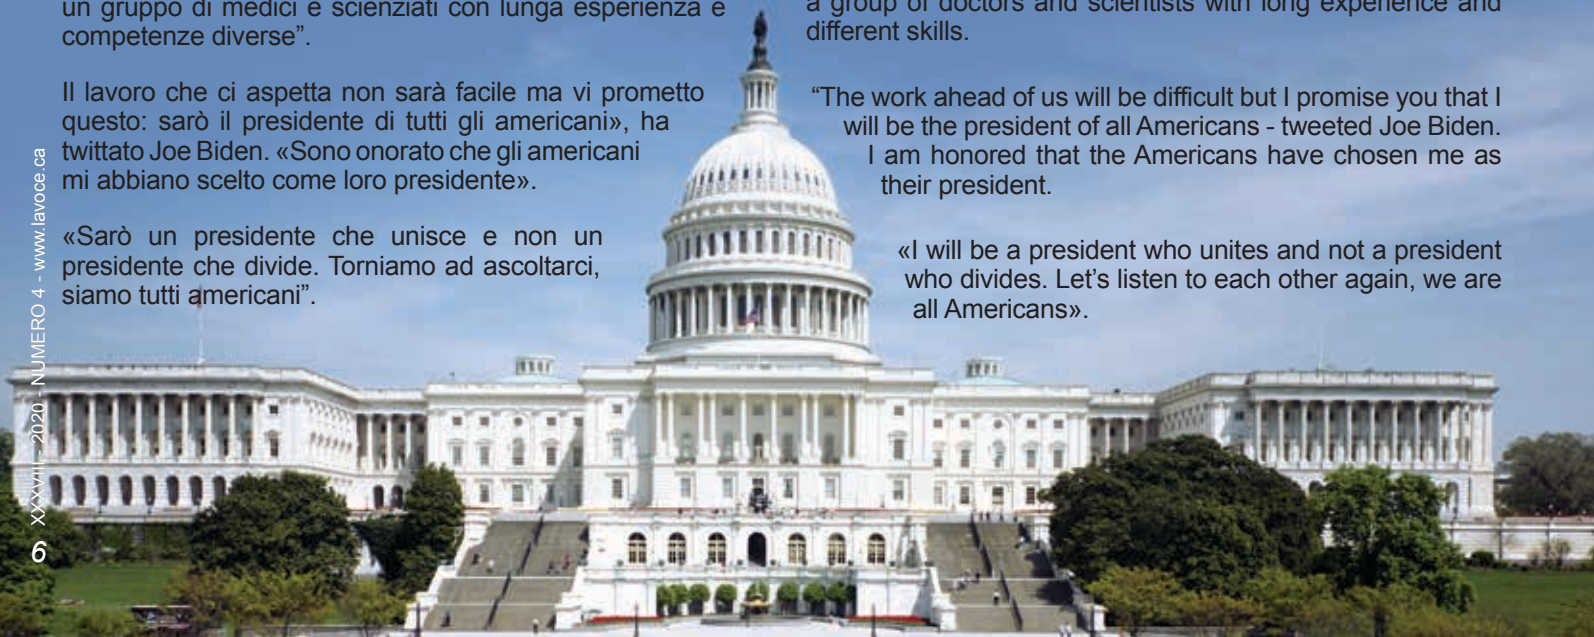 un gruppo di medici e scienziati con lunga esperienza e
competenze diverse”.
Il lavoro che ci aspetta non sarà facile ma vi prometto
questo: sarò il presidente di tutti gli americani», ha
twittato Joe Biden. «Sono onorato che gli americani
mi abbiano scelto come loro presidente».
«Sarò un presidente che unisce e non un
presidente che divide. Torniamo ad ascoltarci,
siamo tutti americani”.
a group of doctors and scientists with long experience and
different skills.
“The work ahead of us will be difficult but I promise you that I
will be the president of all Americans - tweeted Joe Biden.
I am honored that the Americans have chosen me as
their president.
«I will be a president who unites and not a president
who divides. Let’s listen to each other again, we are
all Americans».
XXXVIII - 2020 - NUMERO 4 - www.lavoce.ca
6